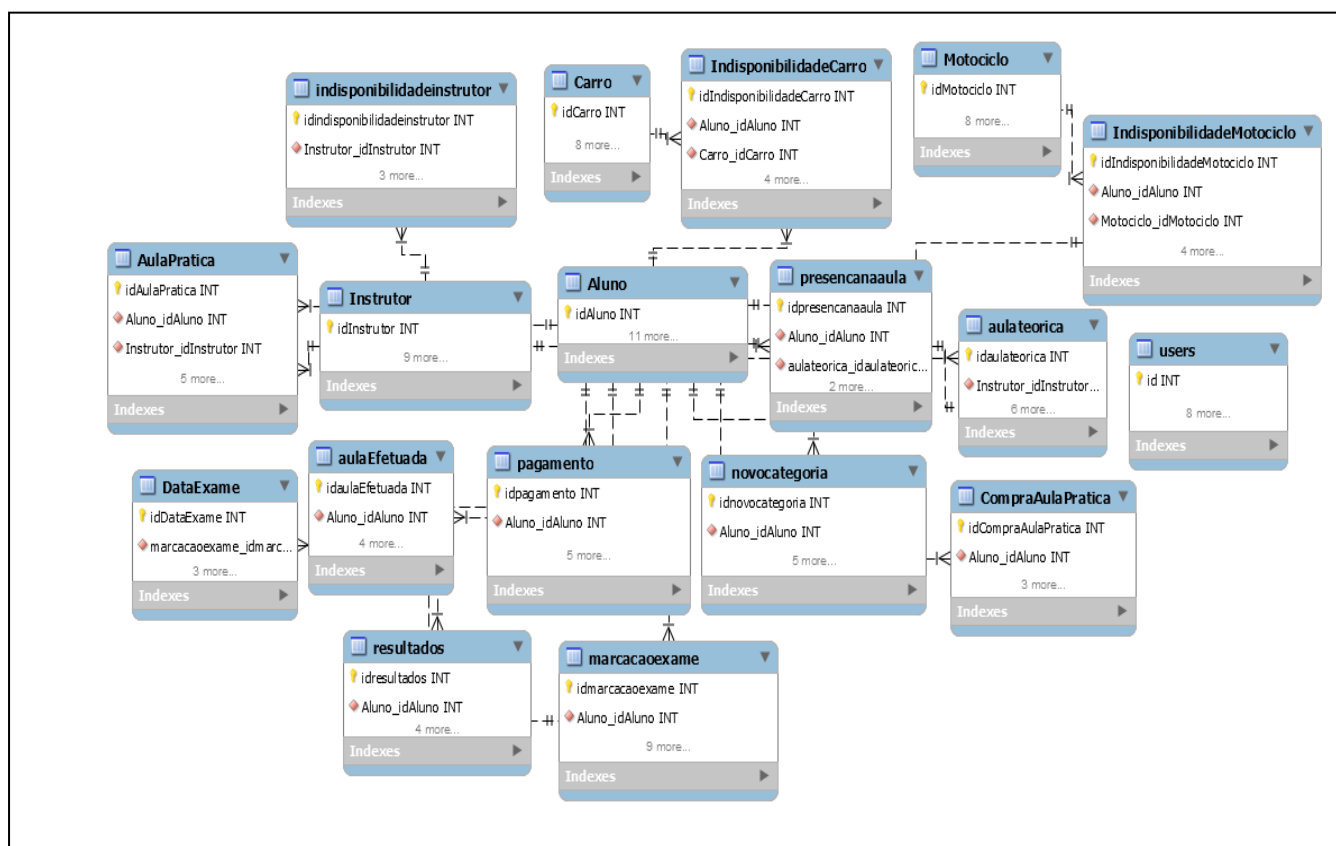 indisponibilidadeinstrutor
idindisponibilidadeinstrutor INT
Instrutor_idInstrutor INT
3 more...
Indexes
Carro
idCarro INT
8 more...
Indexes
IndisponibilidadeCarro
idIndisponibilidadeCarro INT
Aluno_idAluno INT
Carro_idCarro INT
4 more...
Indexes
Motociclo
idMotociclo INT
8 more...
Indexes
IndisponibilidadeMotociclo
idIndisponibilidadeMotociclo INT
Aluno_idAluno INT
Motociclo_idMotociclo INT
4 more...
Indexes
AulaPratica
idAulaPratica INT
Aluno_idAluno INT
Instrutor_idInstrutor INT
5 more...
Indexes
Instrutor
idInstrutor INT
9 more...
Indexes
Aluno
idAluno INT
11 more...
Indexes
presencanaaula
idpresencanaaula INT
Aluno_idAluno INT
aulateorica_idaulateoric...
2 more...
Indexes
aulateorica
idaulateorica INT
Instrutor_idInstrutor...
6 more...
Indexes
users
id INT
8 more...
Indexes
DataExame
idDataExame INT
marcacaoexame_idmarc...
3 more...
Indexes
aulaEfetuada
idaulaEfetuada INT
Aluno_idAluno INT
4 more...
Indexes
pagamento
idpagamento INT
Aluno_idAluno INT
5 more...
Indexes
novocategoria
idnovocategoria INT
Aluno_idAluno INT
5 more...
Indexes
CompraAulaPratica
idCompraAulaPratica INT
Aluno_idAluno INT
3 more...
Indexes
resultados
idresultados INT
Aluno_idAluno INT
4 more...
Indexes
marcacaoexame
idmarcacaoexame INT
Aluno_idAluno INT
9 more...
Indexes